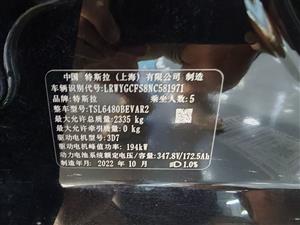 中国 特斯拉（上海）有限公司 制造
车辆识别代号:LRWYGCFS8NC581971
品牌:特斯拉 乘坐人数:5
整车型号:TSL6480BEVAR2
最大允许总质量:2335 kg
最大允许牵引质量:0 kg
驱动电机型号:3D7
驱动电机峰值功率:194kW
动力电池系统额定电压/容量:347.8V/172.5Ah
制造年月:2022 年 10 月 1.0%